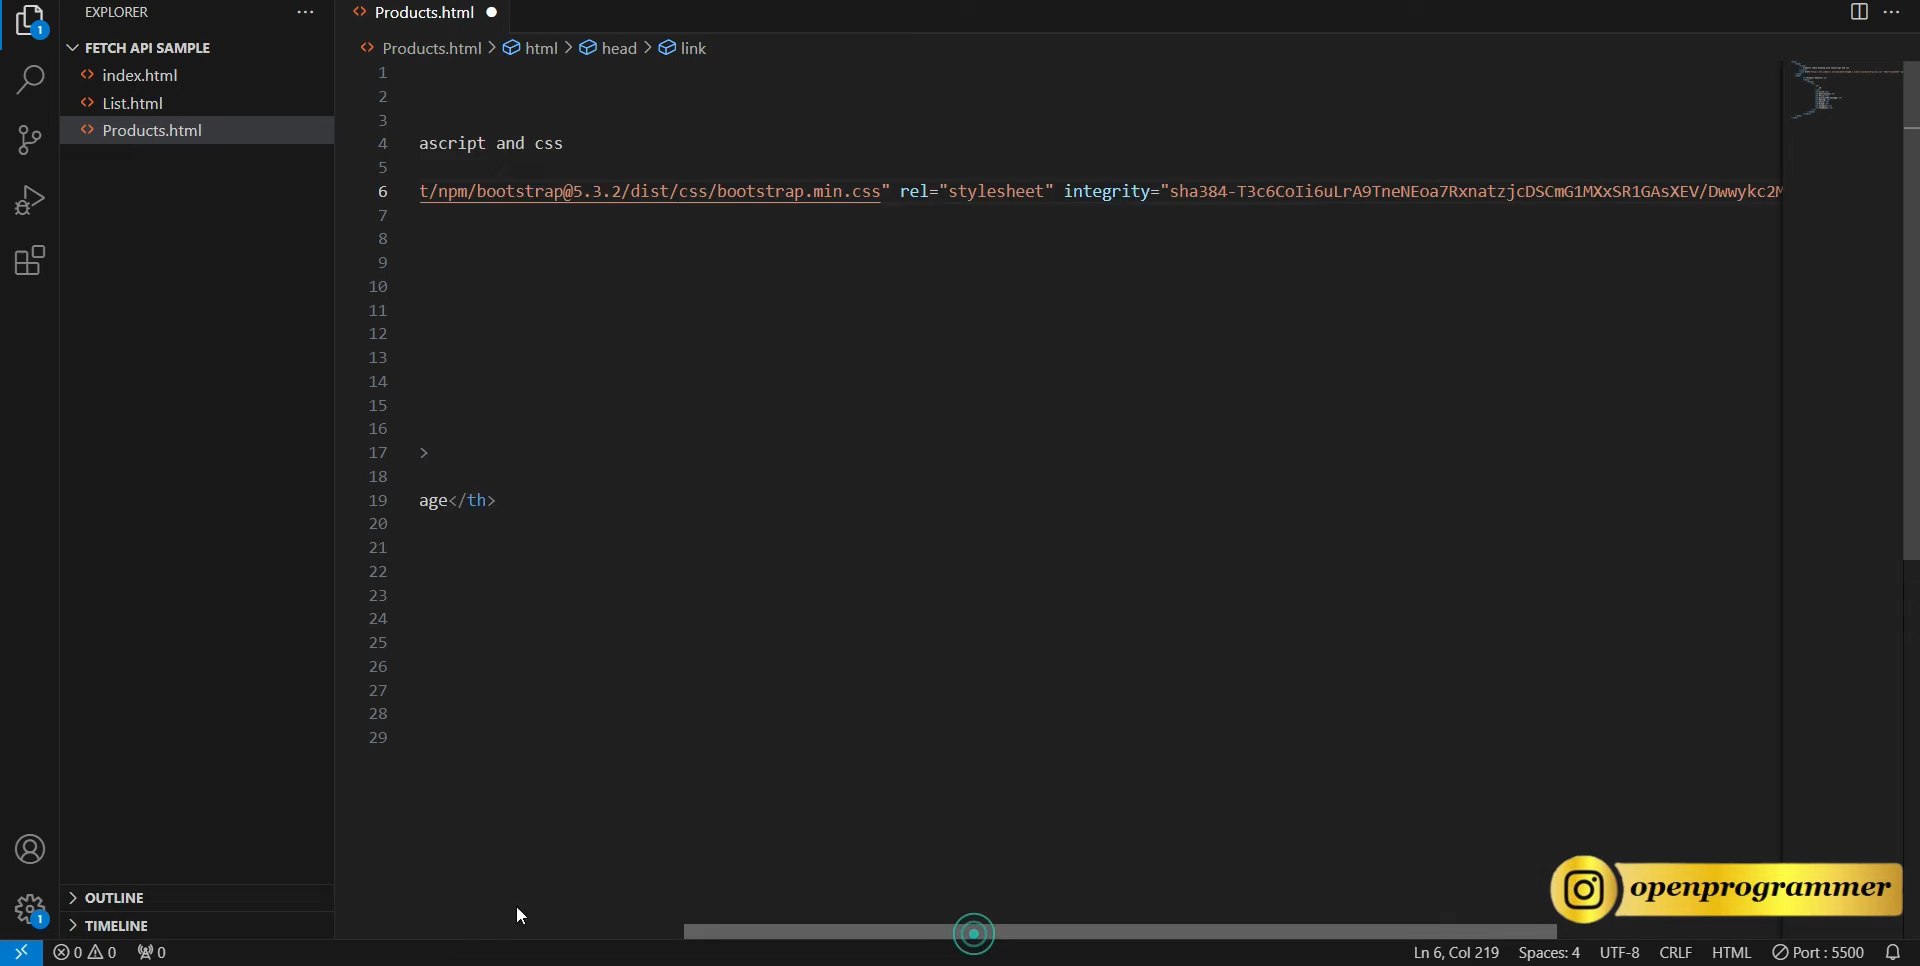 EXPLORER
Products.html
FETCH API SAMPLE
Products.html > html > head > link
index.html
List.html
Products.html
1
2
3
4 ascript and css
5
6 t/npm/bootstrap@5.3.2/dist/css/bootstrap.min.css" rel="stylesheet" integrity="sha384-T3c6CoIi6uLrA9TneNEoa7RxnatzjcDSCmG1MXxSR1GAsXEV/Dwwykc2M
7
8
9
10
11
12
13
14
15
16
17 >
18
19 age</th>
20
21
22
23
24
25
26
27
28
29
1
openprogrammer
OUTLINE
TIMELINE
1
0 0 0
Ln 6, Col 219 Spaces: 4 UTF-8 CRLF HTML Port : 5500